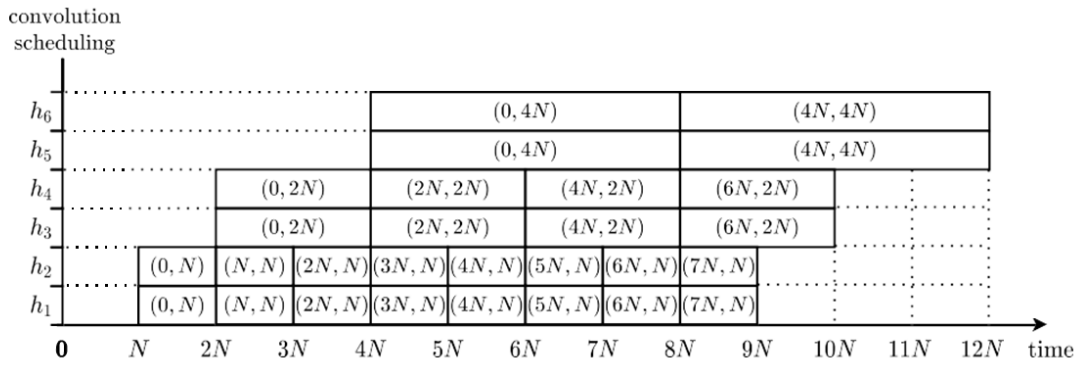 convolution
scheduling
h₆ (0, 4N) (4N, 4N)
h₅ (0, 4N) (4N, 4N)
h₄ (0, 2N) (2N, 2N) (4N, 2N) (6N, 2N)
h₃ (0, 2N) (2N, 2N) (4N, 2N) (6N, 2N)
h₂ (0, N) (N, N) (2N, N) (3N, N) (4N, N) (5N, N) (6N, N) (7N, N)
h₁ (0, N) (N, N) (2N, N) (3N, N) (4N, N) (5N, N) (6N, N) (7N, N)
0 N 2N 3N 4N 5N 6N 7N 8N 9N 10N 11N 12N time